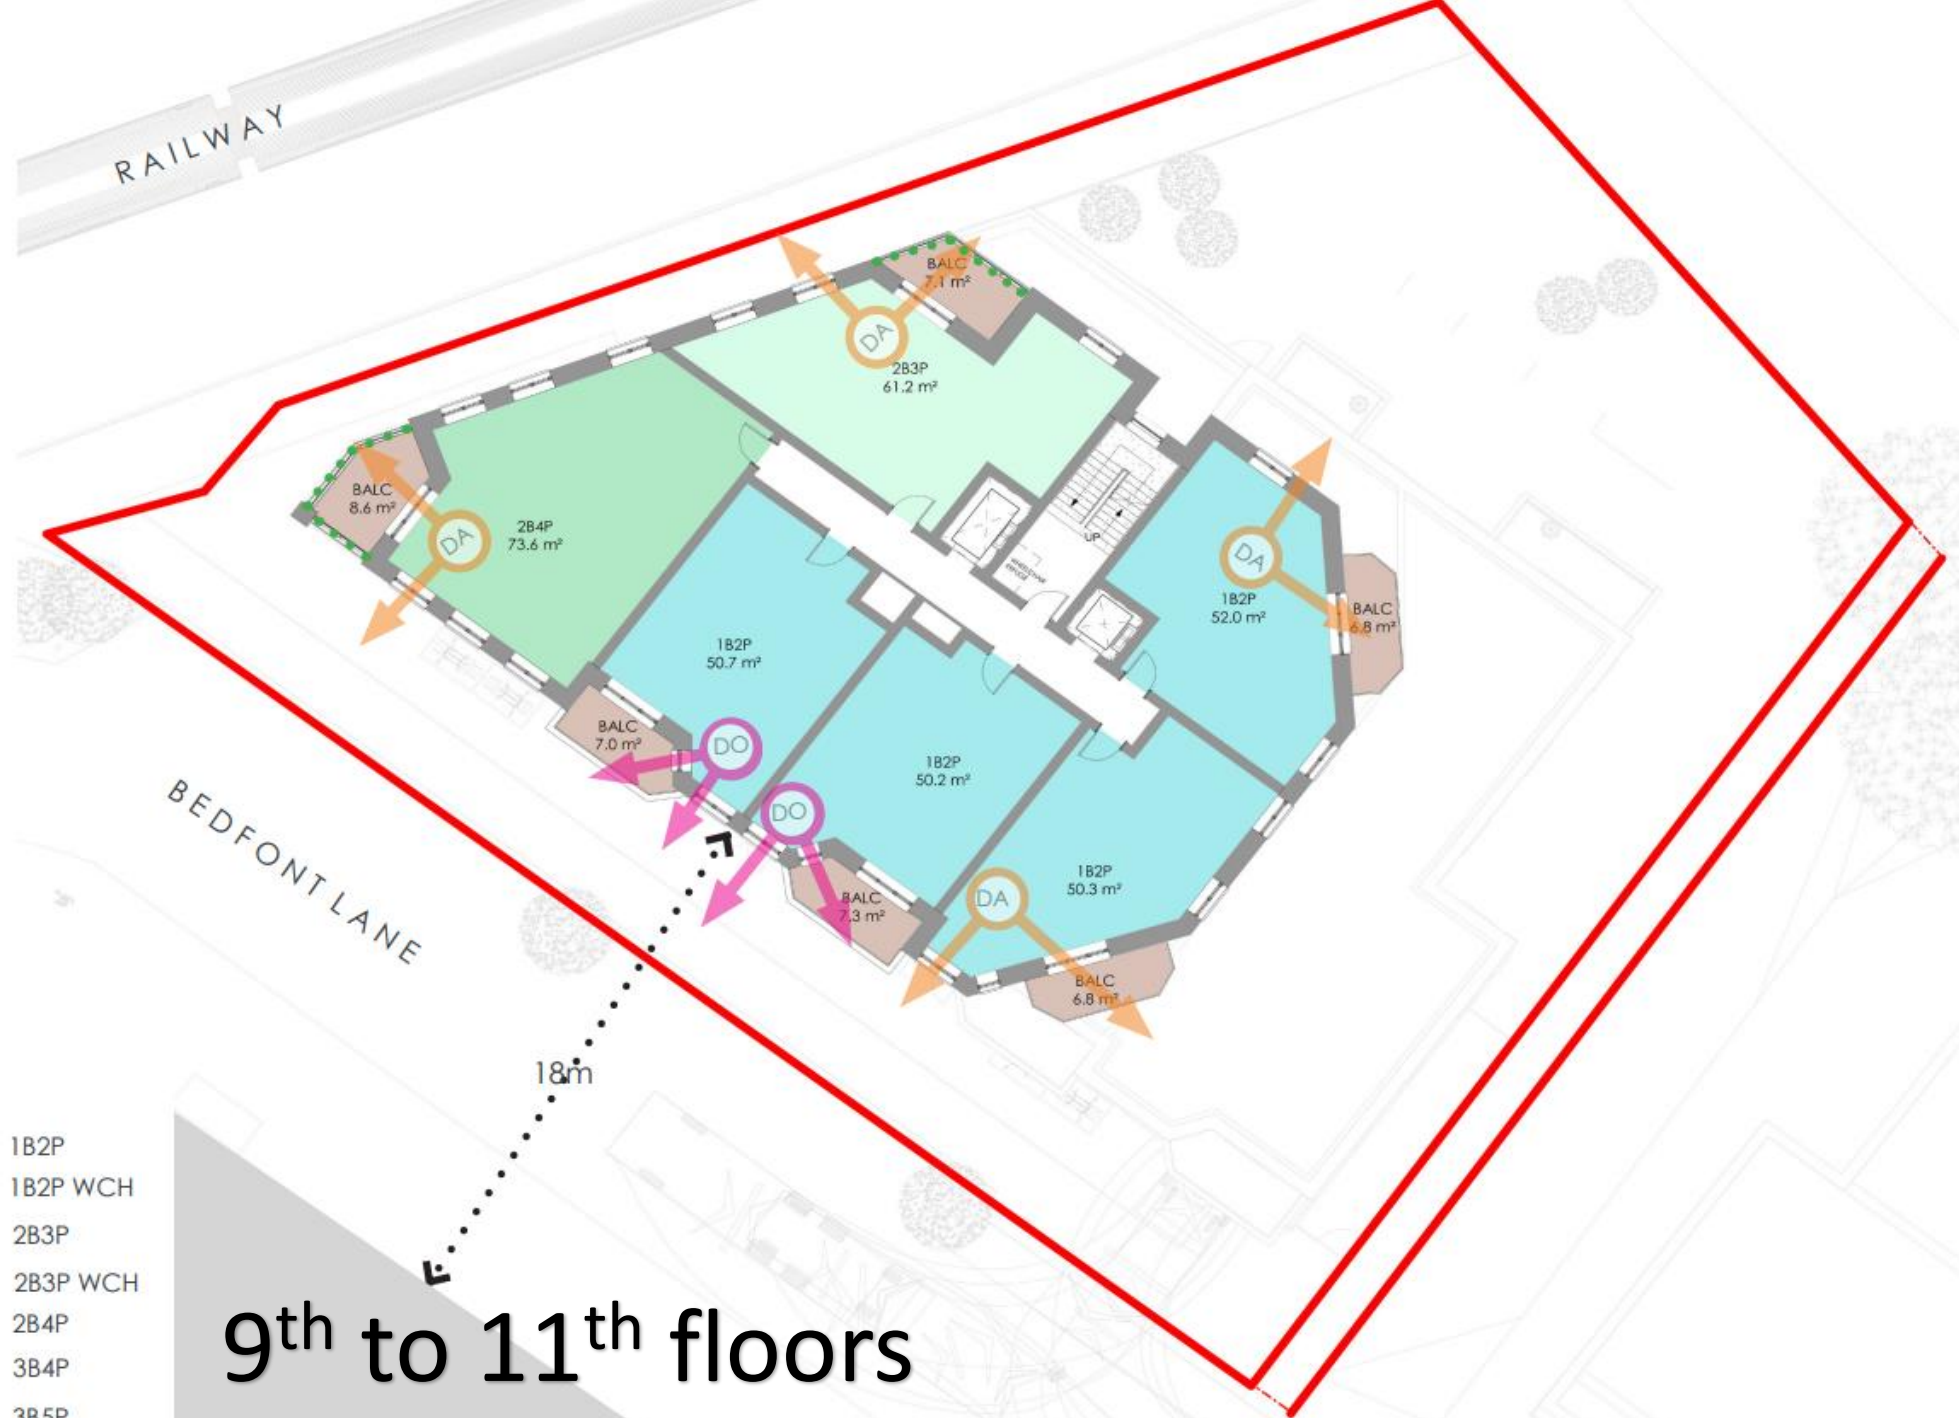 RAILWAY
BALC
7.1 m²
DA
2B3P
61.2 m²
BALC
8.6 m²
DA
2B4P
73.6 m²
UP
WHEELCHAIR
REFUGE
DA
1B2P
52.0 m²
BALC
6.8 m²
1B2P
50.7 m²
BALC
7.0 m²
DO
1B2P
50.2 m²
DO
BALC
7.3 m²
1B2P
50.3 m²
DA
BALC
6.8 m²
BEDFONT LANE
18m
1B2P
1B2P WCH
2B3P
2B3P WCH
2B4P
3B4P
3B5P
9th to 11th floors